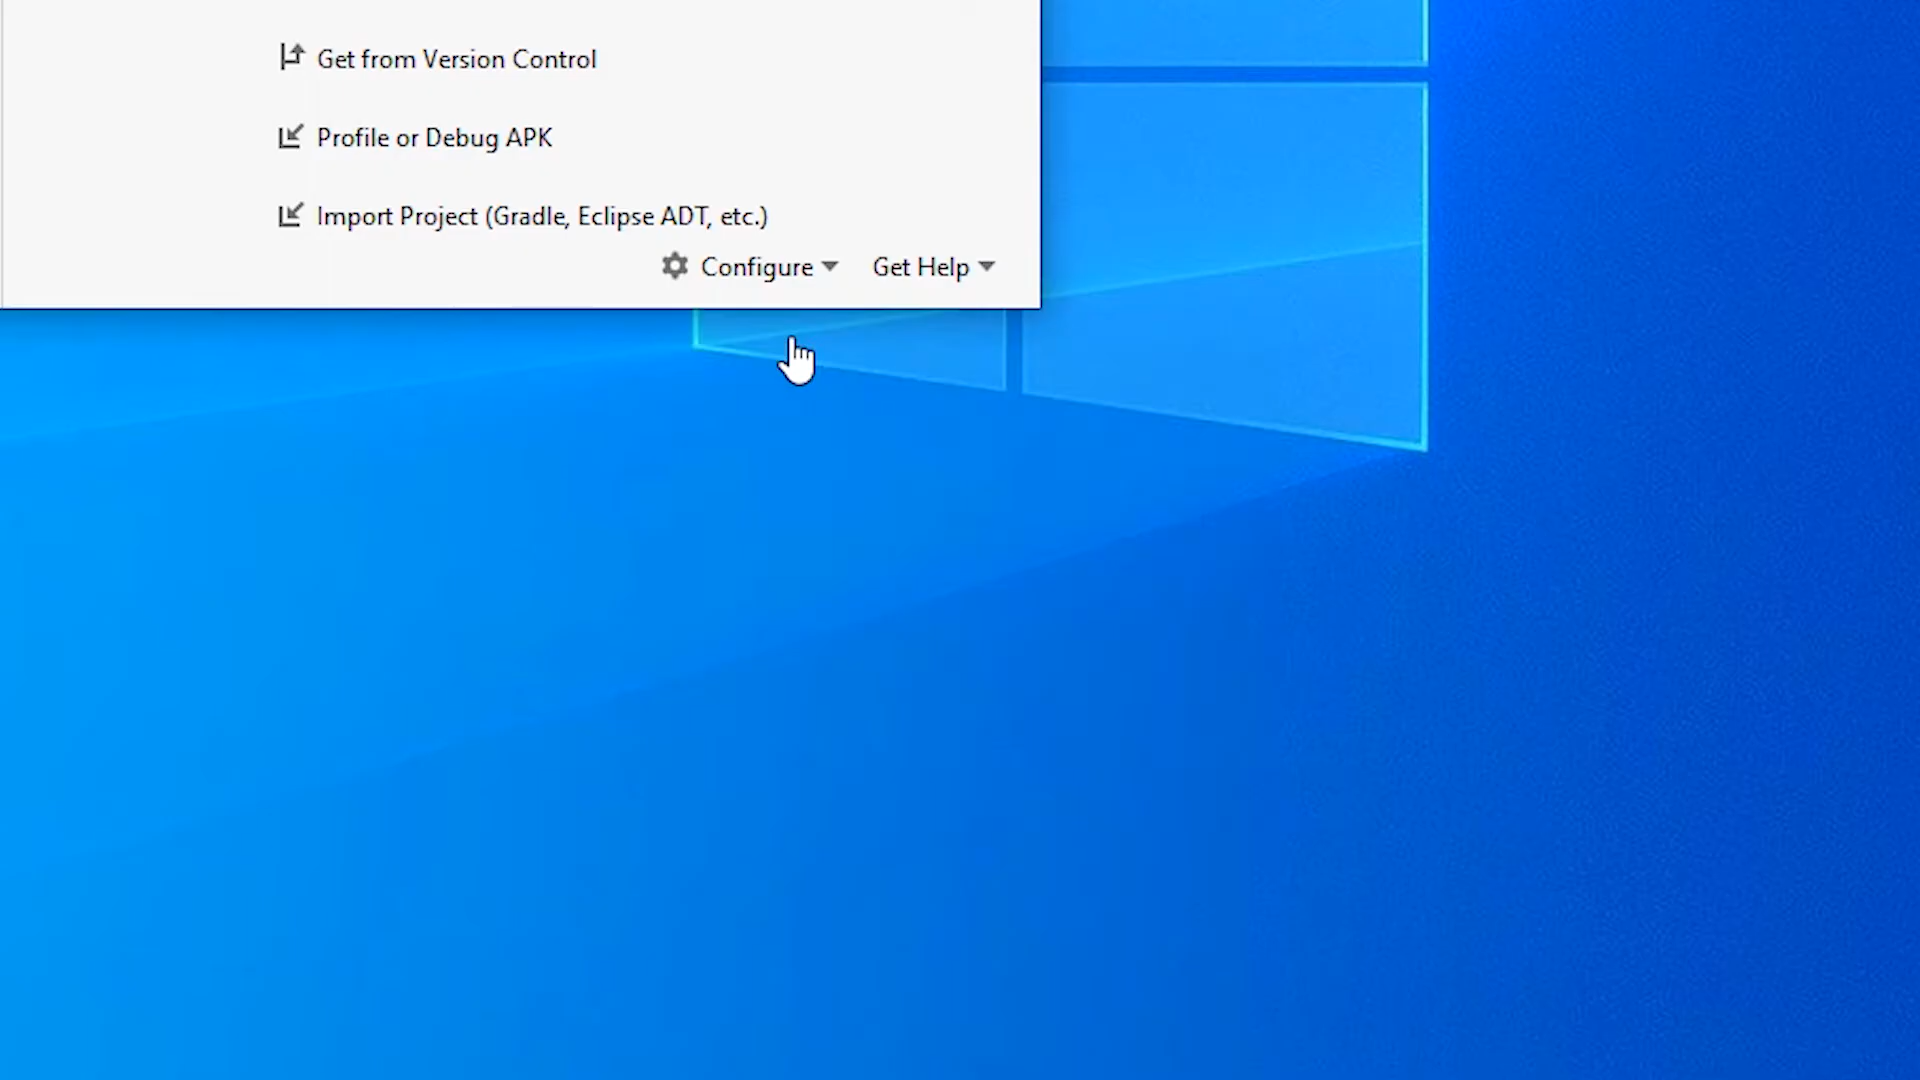 Get from Version Control
Profile or Debug APK
Import Project (Gradle, Eclipse ADT, etc.)
Configure Get Help